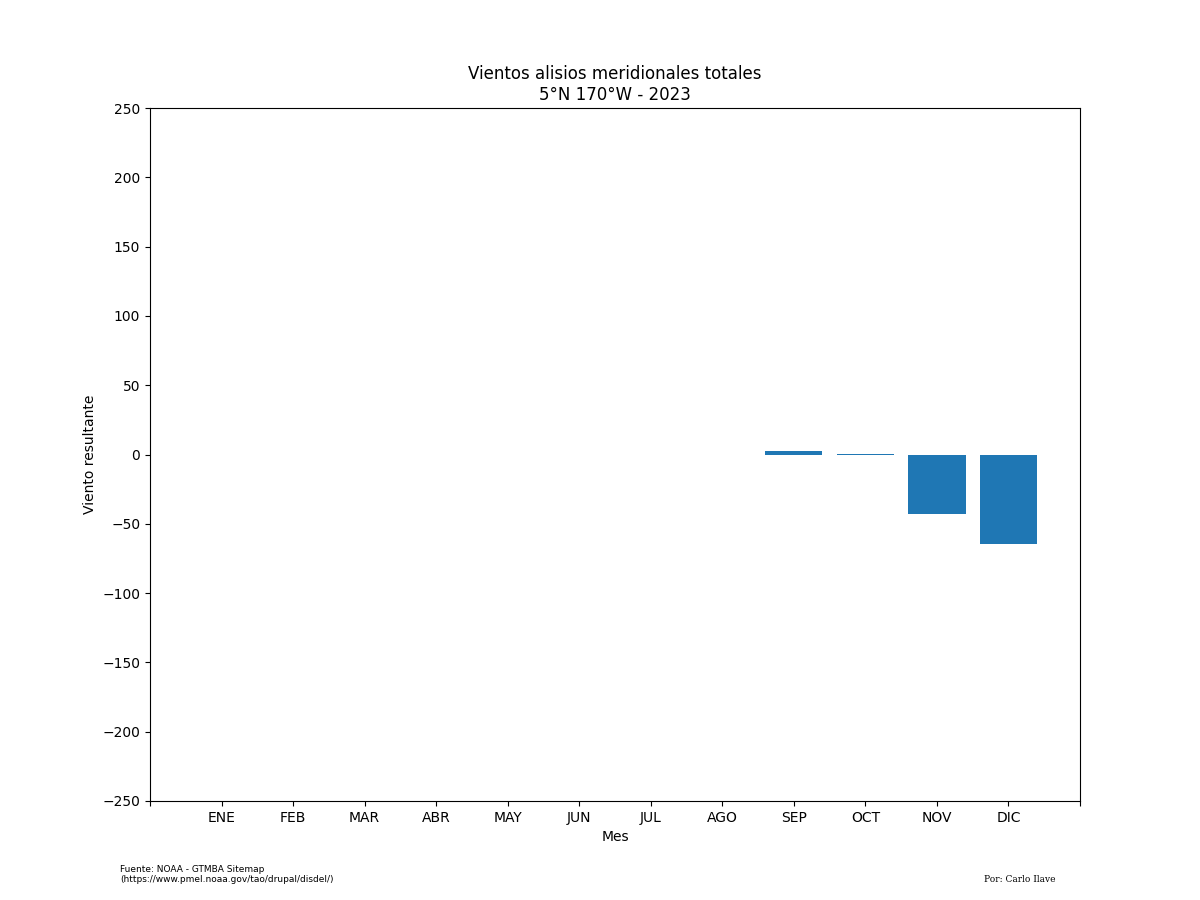 Vientos alisios meridionales totales
5°N 170°W - 2023
250
200
150
100
50
0
−50
−100
−150
−200
−250
Viento resultante
ENE FEB MAR ABR MAY JUN JUL AGO SEP OCT NOV DIC
Mes
Fuente: NOAA - GTMBA Sitemap
(https://www.pmel.noaa.gov/tao/drupal/disdel/)
Por: Carlo Ilave